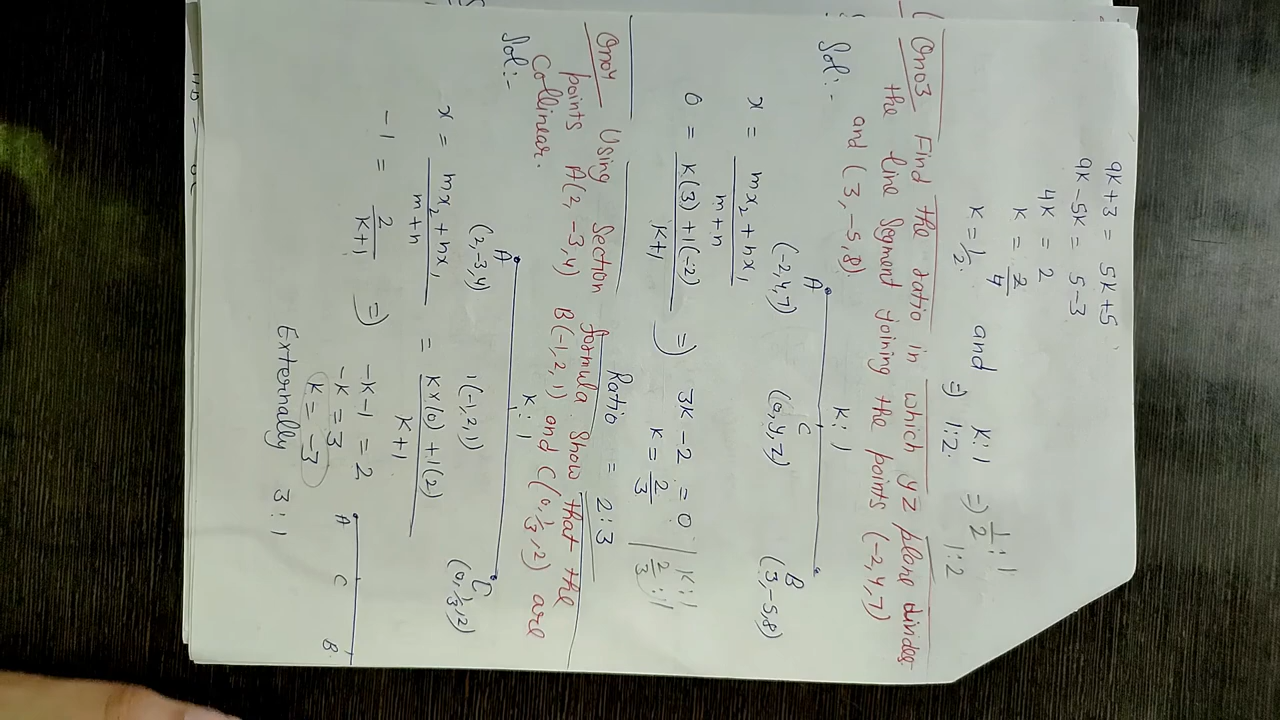 9K+3 = 5K+5
9K-5K = 5-3
4K = 2
K = 2/4
K = 1/2. and K:1 => 1/2:1
=> 1:2. 1:2
Qno3 Find the ratio in which YZ plane divides
the line segment joining the points (-2,4,7)
and (3,-5,8)
Sol:- K:1
A C B
(-2,4,7) (0,y,z) (3,-5,8)
x = mx2+nx1 / m+n
0 = K(3)+1(-2) / K+1 => 3K-2=0 | K:1
K = 2/3 | 2/3:1
Ratio = 2:3
Qno4 Using Section formula. Show that the
points A(2,-3,4) B(-1,2,1) and C(0,1/3,2) are
Collinear.
Sol:- K:1
A C
(2,-3,4) (-1,2,1) (0,1/3,2)
x = mx2+nx1 / m+n = Kx(0)+1(2) / K+1
-1 = 2/K+1 => -K-1 = 2
-K = 3
K = -3
A C B
Externally 3:1